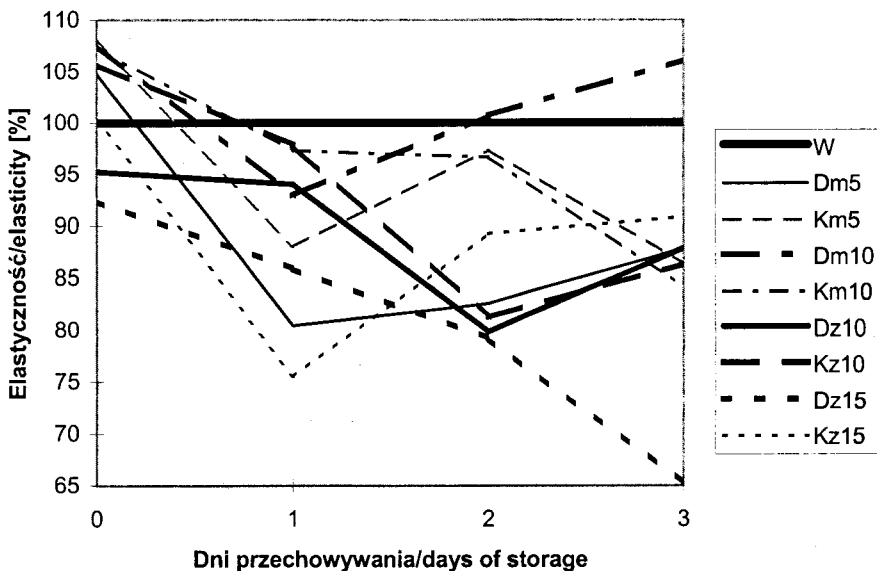 110
105
100
95
90
85
80
75
70
65
Elastyczność/elasticity [%]
0 1 2 3
Dni przechowywania/days of storage
W
Dm5
Km5
Dm10
Km10
Dz10
Kz10
Dz15
Kz15